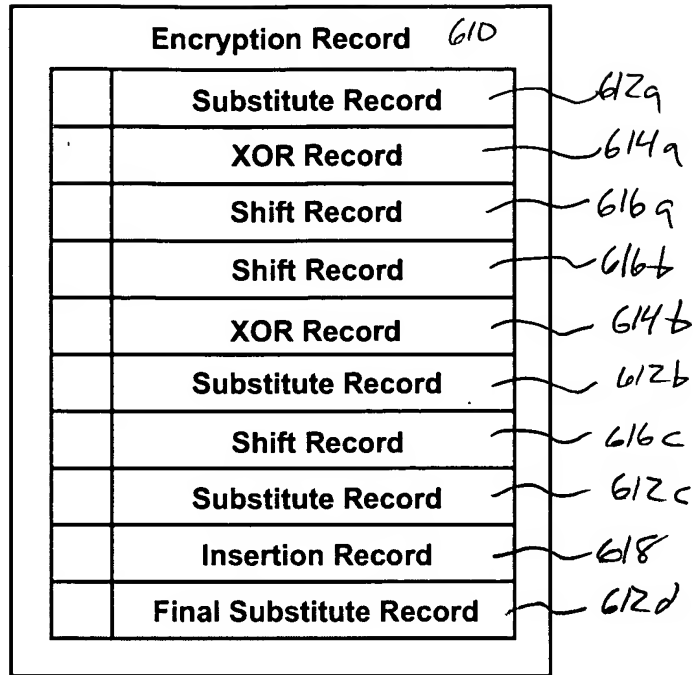 Encryption Record 610
Substitute Record 612a
XOR Record 614a
Shift Record 616a
Shift Record 616b
XOR Record 614b
Substitute Record 612b
Shift Record 616c
Substitute Record 612c
Insertion Record 618
Final Substitute Record 612d